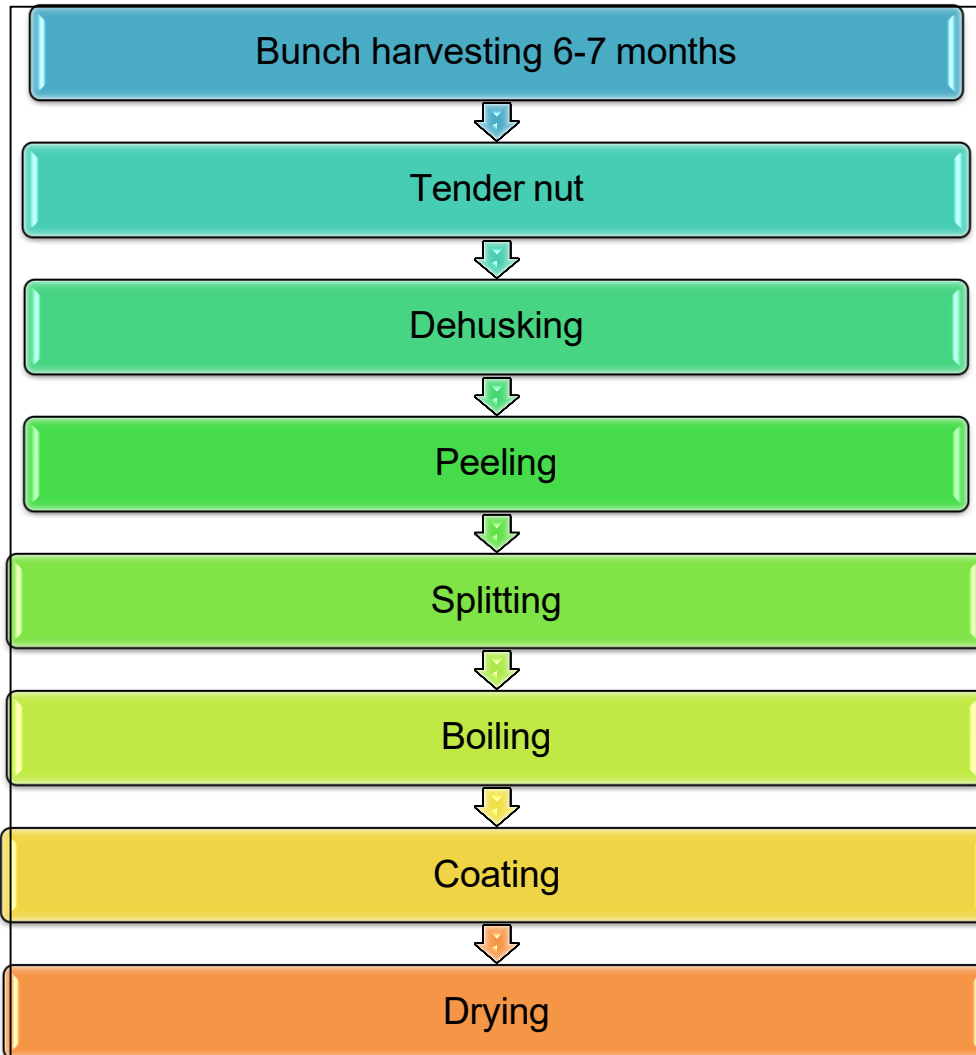 Bunch harvesting 6-7 months
Tender nut
Dehusking
Peeling
Splitting
Boiling
Coating
Drying